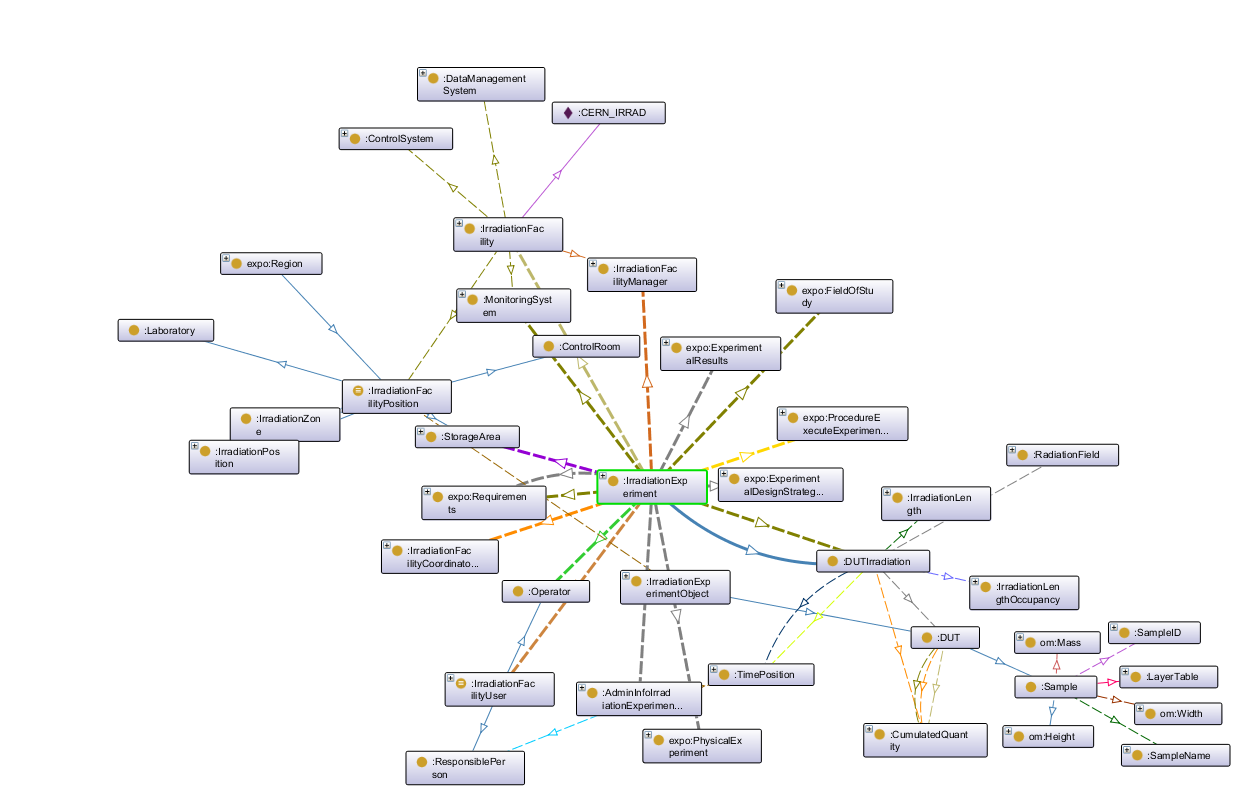 :DataManagement
System
:CERN_IRRAD
:ControlSystem
:IrradiationFac
ility
expo:Region
:IrradiationFac
ilityManager
:MonitoringSyst
em
expo:FieldOfStu
dy
:Laboratory
:ControlRoom
expo:Experiment
alResults
:IrradiationFac
ilityPosition
:IrradiationZon
e
expo:ProcedureE
xecuteExperimen...
:StorageArea
:IrradiationPos
ition
:RadiationField
:IrradiationExp
eriment
expo:Experiment
alDesignStrateg...
expo:Requiremen
ts
:IrradiationLen
gth
:IrradiationFac
ilityCoordinato...
:DUTIrradiation
:Operator
:IrradiationExp
erimentObject
:IrradiationLen
gthOccupancy
:DUT
om:Mass
:SampleID
:TimePosition
:LayerTable
:IrradiationFac
ilityUser
:Sample
:AdminInfoIrrad
iationExperimen...
om:Width
om:Height
:CumulatedQuant
ity
expo:PhysicalEx
periment
:SampleName
:ResponsiblePer
son